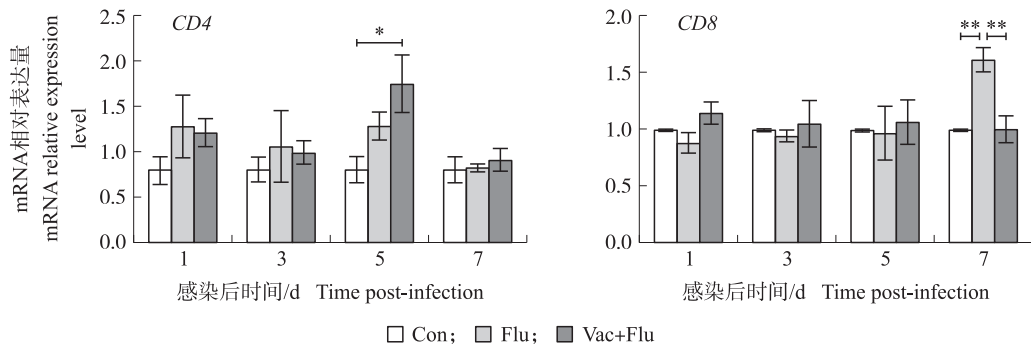 mRNA相对表达量
mRNA relative expression
level
CD4
2.5
2.0
1.5
1.0
0.5
0.0
*
1 3 5 7
感染后时间/d Time post-infection
CD8
2.0
1.5
1.0
0.5
0.0
** **
1 3 5 7
感染后时间/d Time post-infection
Con; Flu; Vac+Flu